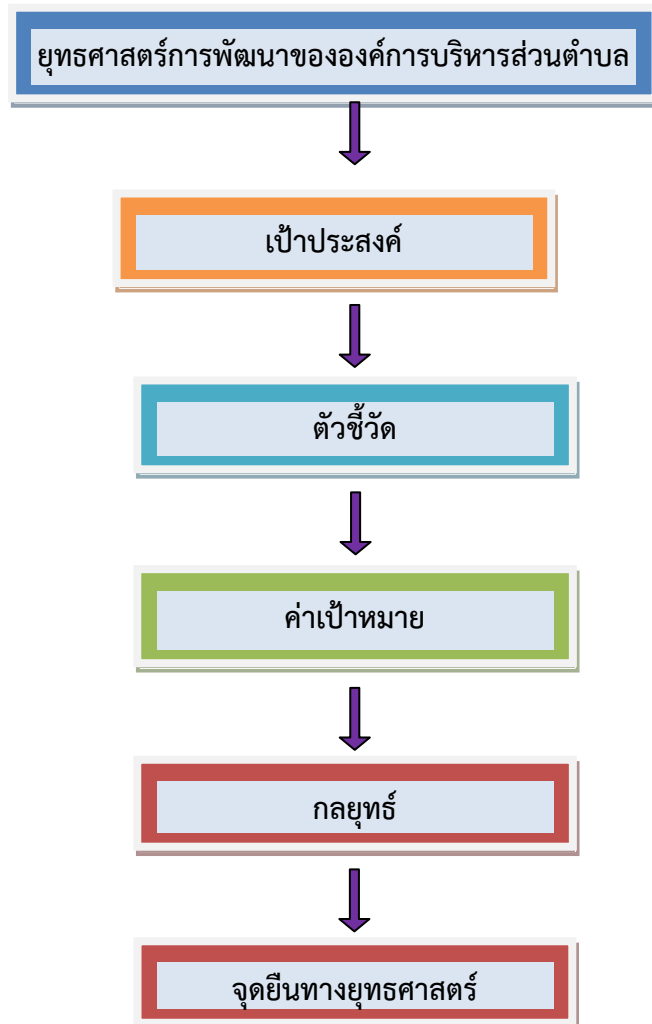 ยุทธศาสตร์การพัฒนาขององค์การบริหารส่วนตำบล
เป้าประสงค์
ตัวชี้วัด
ค่าเป้าหมาย
กลยุทธ์
จุดยืนทางยุทธศาสตร์